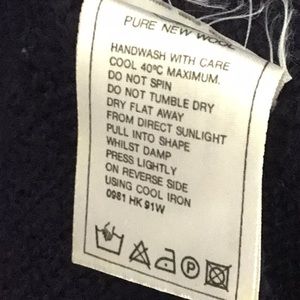 PURE NEW WOOL
HANDWASH WITH CARE
COOL 40°C MAXIMUM.
DO NOT SPIN
DO NOT TUMBLE DRY
DRY FLAT AWAY
FROM DIRECT SUNLIGHT
PULL INTO SHAPE
WHILST DAMP
PRESS LIGHTLY
ON REVERSE SIDE
USING COOL IRON
0981 HK 91W
P